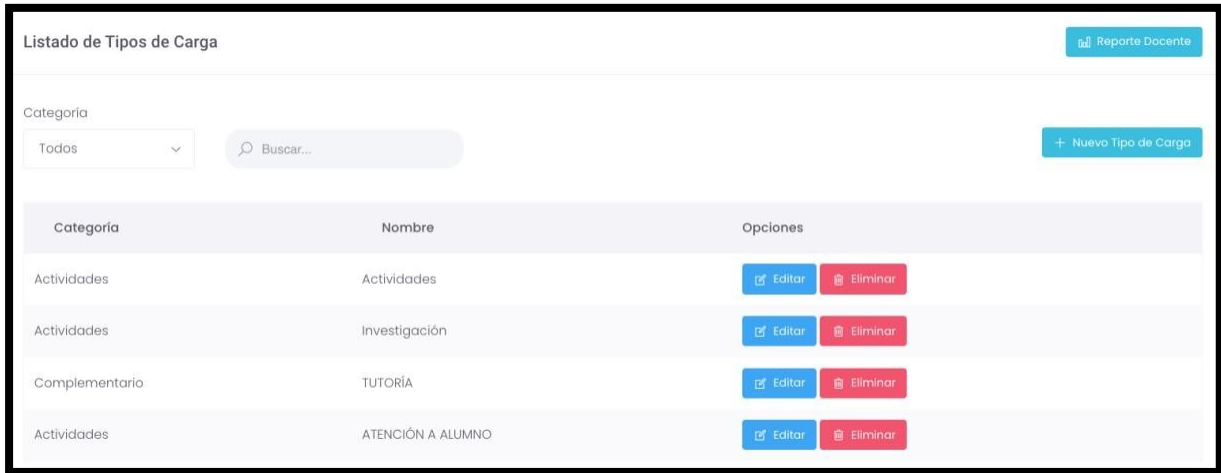 Listado de Tipos de Carga
Reporte Docente
Categoría
Todos
Buscar...
+ Nuevo Tipo de Carga
Categoría Nombre Opciones
Actividades Actividades Editar Eliminar
Actividades Investigación Editar Eliminar
Complementario TUTORÍA Editar Eliminar
Actividades ATENCIÓN A ALUMNO Editar Eliminar